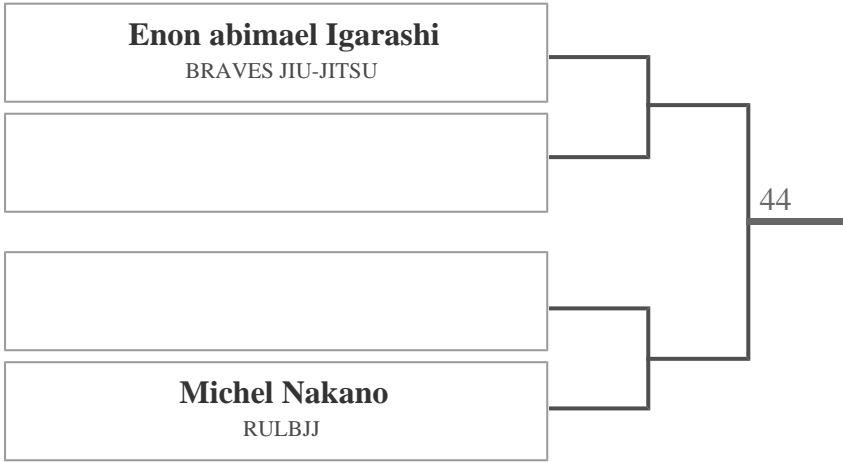 Enon abimael Igarashi
BRAVES JIU-JITSU
44
Michel Nakano
RULBJJ